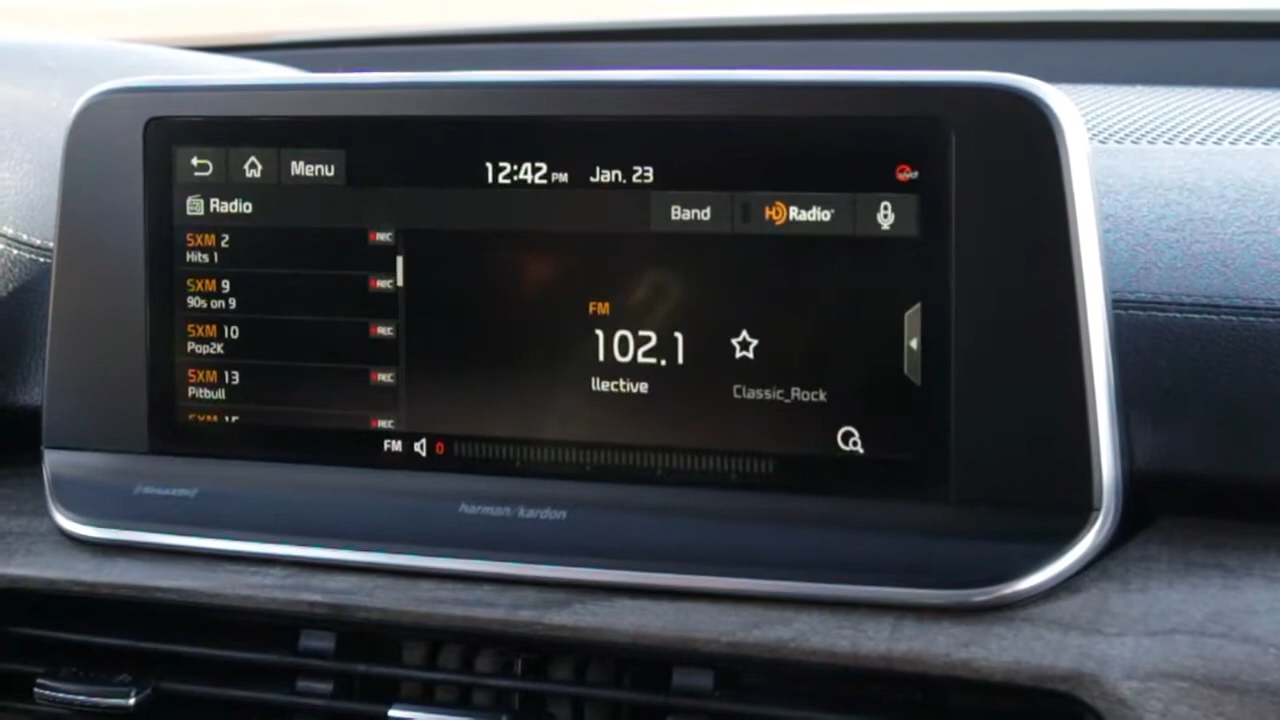 Menu
12:42 PM Jan. 23
Radio
Band
HD Radio
SXM 2
REC
Hits 1
SXM 9
REC
90s on 9
SXM 10
REC
Pop2K
SXM 13
REC
Pitbull
REC
FM
102.1
llective
Classic_Rock
FM
0
(SiriusXM)
harman/kardon